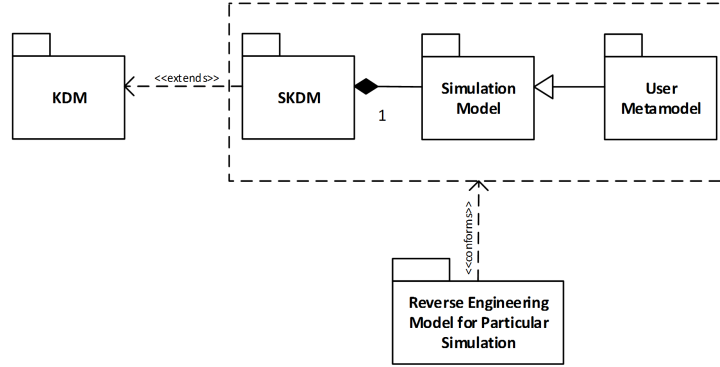 <<extends>>
KDM
SKDM
Simulation
Model
User
Metamodel
1
<<conforms>>
Reverse Engineering
Model for Particular
Simulation